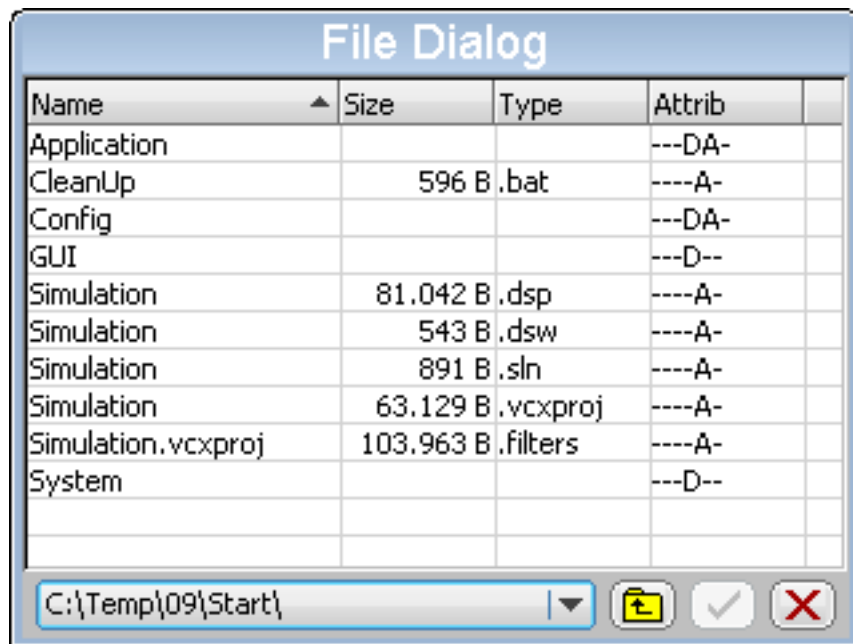 File Dialog
Name Size Type Attrib
Application ---DA-
CleanUp 596 B .bat ----A-
Config ---DA-
GUI ---D--
Simulation 81.042 B .dsp ----A-
Simulation 543 B .dsw ----A-
Simulation 891 B .sln ----A-
Simulation 63.129 B .vcxproj ----A-
Simulation.vcxproj 103.963 B .filters ----A-
System ---D--
C:\Temp\09\Start\